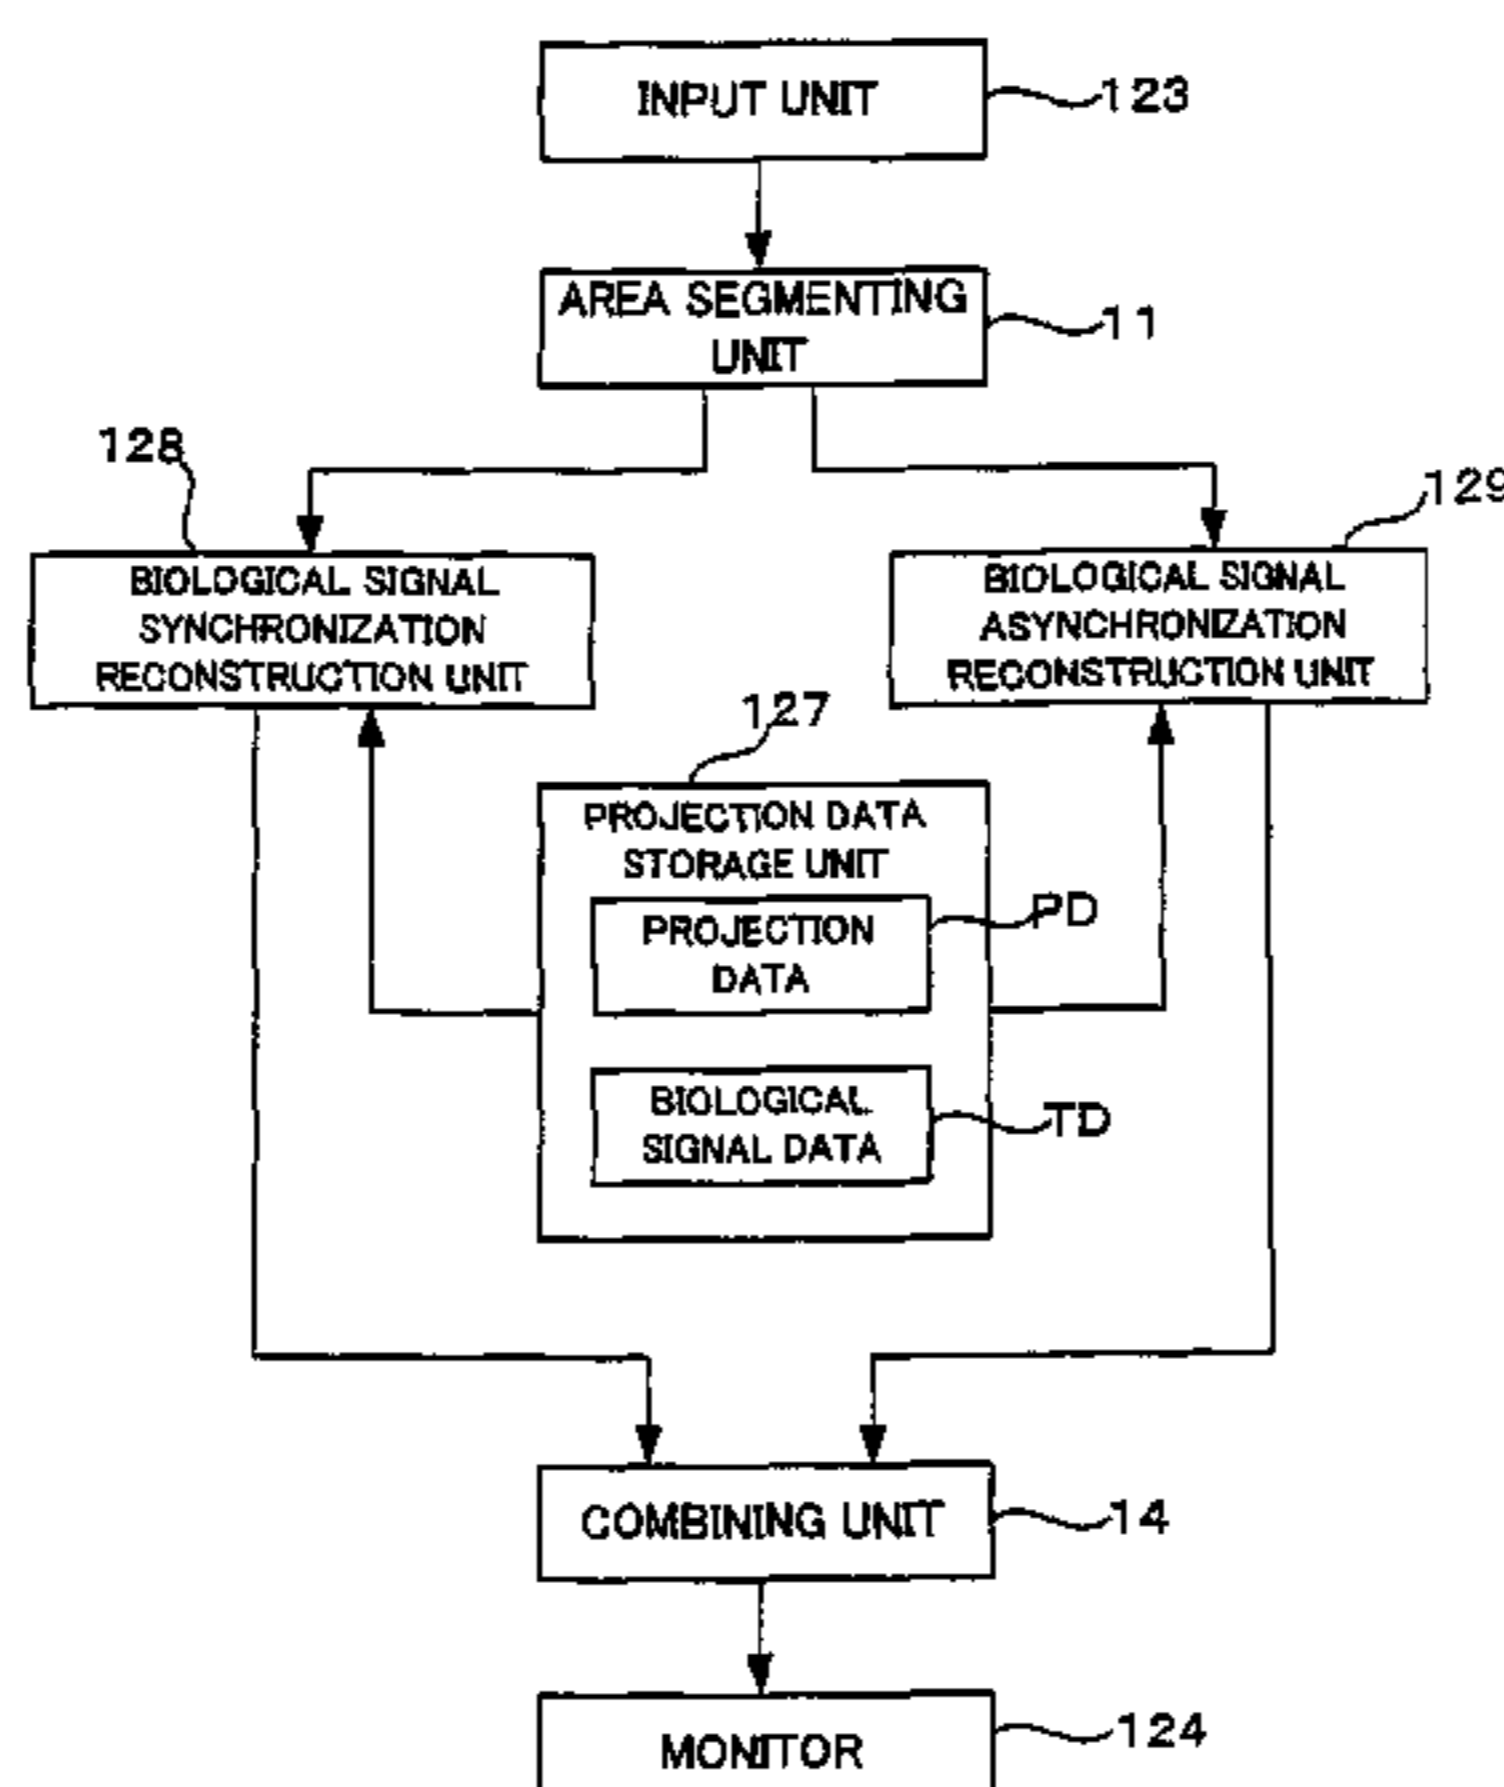 INPUT UNIT
123
AREA SEGMENTING
UNIT
11
128
129
BIOLOGICAL SIGNAL
SYNCHRONIZATION
RECONSTRUCTION UNIT
BIOLOGICAL SIGNAL
ASYNCHRONIZATION
RECONSTRUCTION UNIT
127
PROJECTION DATA
STORAGE UNIT
PROJECTION
DATA
PD
BIOLOGICAL
SIGNAL DATA
TD
COMBINING UNIT
14
MONITOR
124